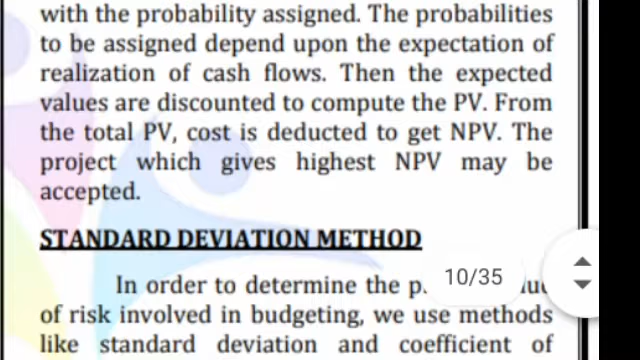 with the probability assigned. The probabilities
to be assigned depend upon the expectation of
realization of cash flows. Then the expected
values are discounted to compute the PV. From
the total PV, cost is deducted to get NPV. The
project which gives highest NPV may be
accepted.
STANDARD DEVIATION METHOD
In order to determine the
10/35
of risk involved in budgeting, we use methods
like standard deviation and coefficient of